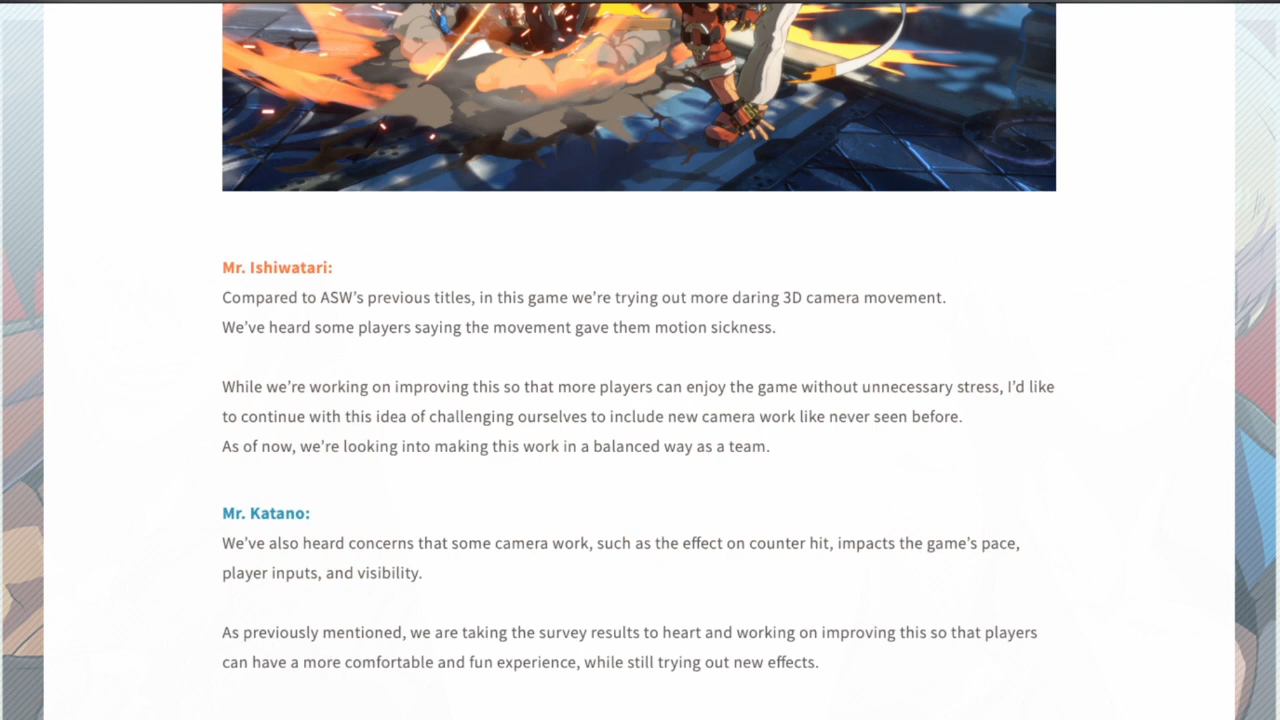 Mr. Ishiwatari:
Compared to ASW’s previous titles, in this game we’re trying out more daring 3D camera movement.
We’ve heard some players saying the movement gave them motion sickness.
While we’re working on improving this so that more players can enjoy the game without unnecessary stress, I’d like
to continue with this idea of challenging ourselves to include new camera work like never seen before.
As of now, we’re looking into making this work in a balanced way as a team.
Mr. Katano:
We’ve also heard concerns that some camera work, such as the effect on counter hit, impacts the game’s pace,
player inputs, and visibility.
As previously mentioned, we are taking the survey results to heart and working on improving this so that players
can have a more comfortable and fun experience, while still trying out new effects.